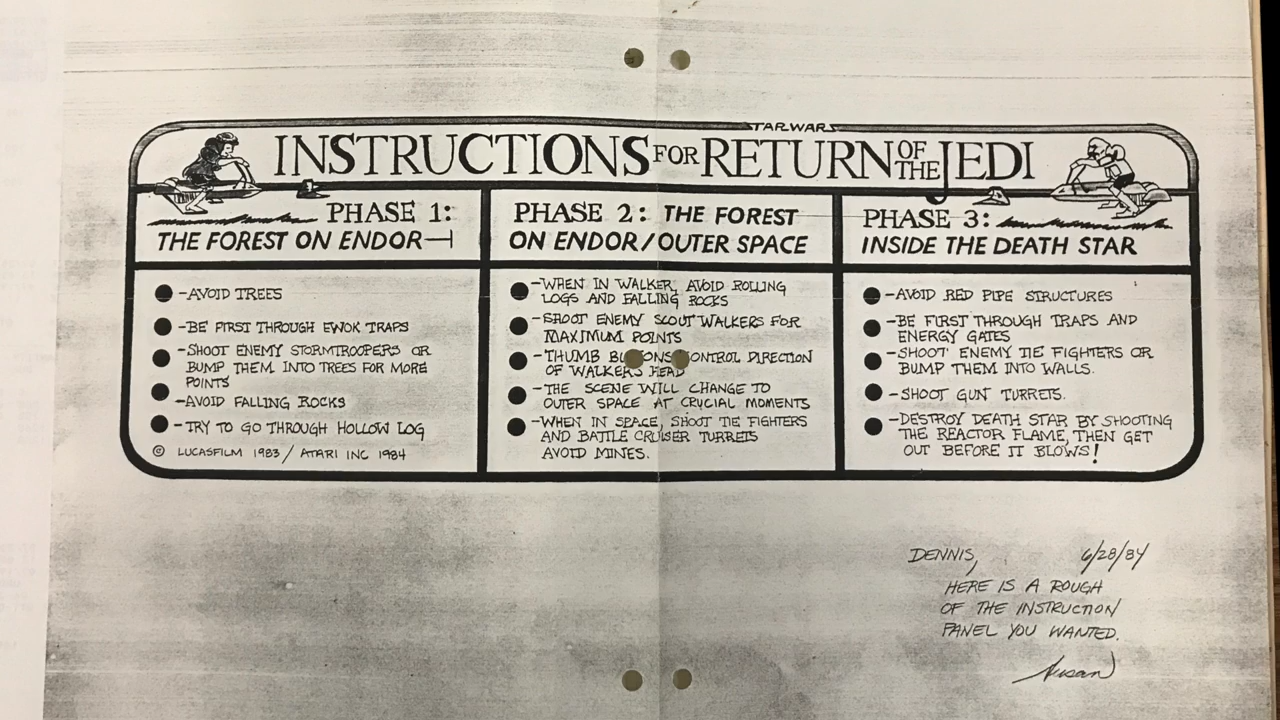 STAR WARS
INSTRUCTIONS FOR RETURN OF THE JEDI
PHASE 1:
THE FOREST ON ENDOR
- AVOID TREES
- BE FIRST THROUGH EWOK TRAPS
- SHOOT ENEMY STORMTROOPERS OR
BUMP THEM INTO TREES FOR MORE
POINTS
- AVOID FALLING ROCKS
- TRY TO GO THROUGH HOLLOW LOG
© LUCASFILM 1983 / ATARI INC 1984
PHASE 2: THE FOREST
ON ENDOR/OUTER SPACE
- WHEN IN WALKER, AVOID ROLLING
LOGS AND FALLING ROCKS
- SHOOT ENEMY SCOUT WALKERS FOR
MAXIMUM POINTS
- THUMB BUTTONS CONTROL DIRECTION
OF WALKERS HEAD
- THE SCENE WILL CHANGE TO
OUTER SPACE AT CRUCIAL MOMENTS
- WHEN IN SPACE, SHOOT TIE FIGHTERS
AND BATTLE CRUISER TURRETS
AVOID MINES.
PHASE 3:
INSIDE THE DEATH STAR
- AVOID RED PIPE STRUCTURES
- BE FIRST THROUGH TRAPS AND
ENERGY GATES
- SHOOT ENEMY TIE FIGHTERS OR
BUMP THEM INTO WALLS.
- SHOOT GUN TURRETS.
- DESTROY DEATH STAR BY SHOOTING
THE REACTOR FLAME, THEN GET
OUT BEFORE IT BLOWS!
DENNIS, 6/28/84
HERE IS A ROUGH
OF THE INSTRUCTION
PANEL YOU WANTED.
Susan